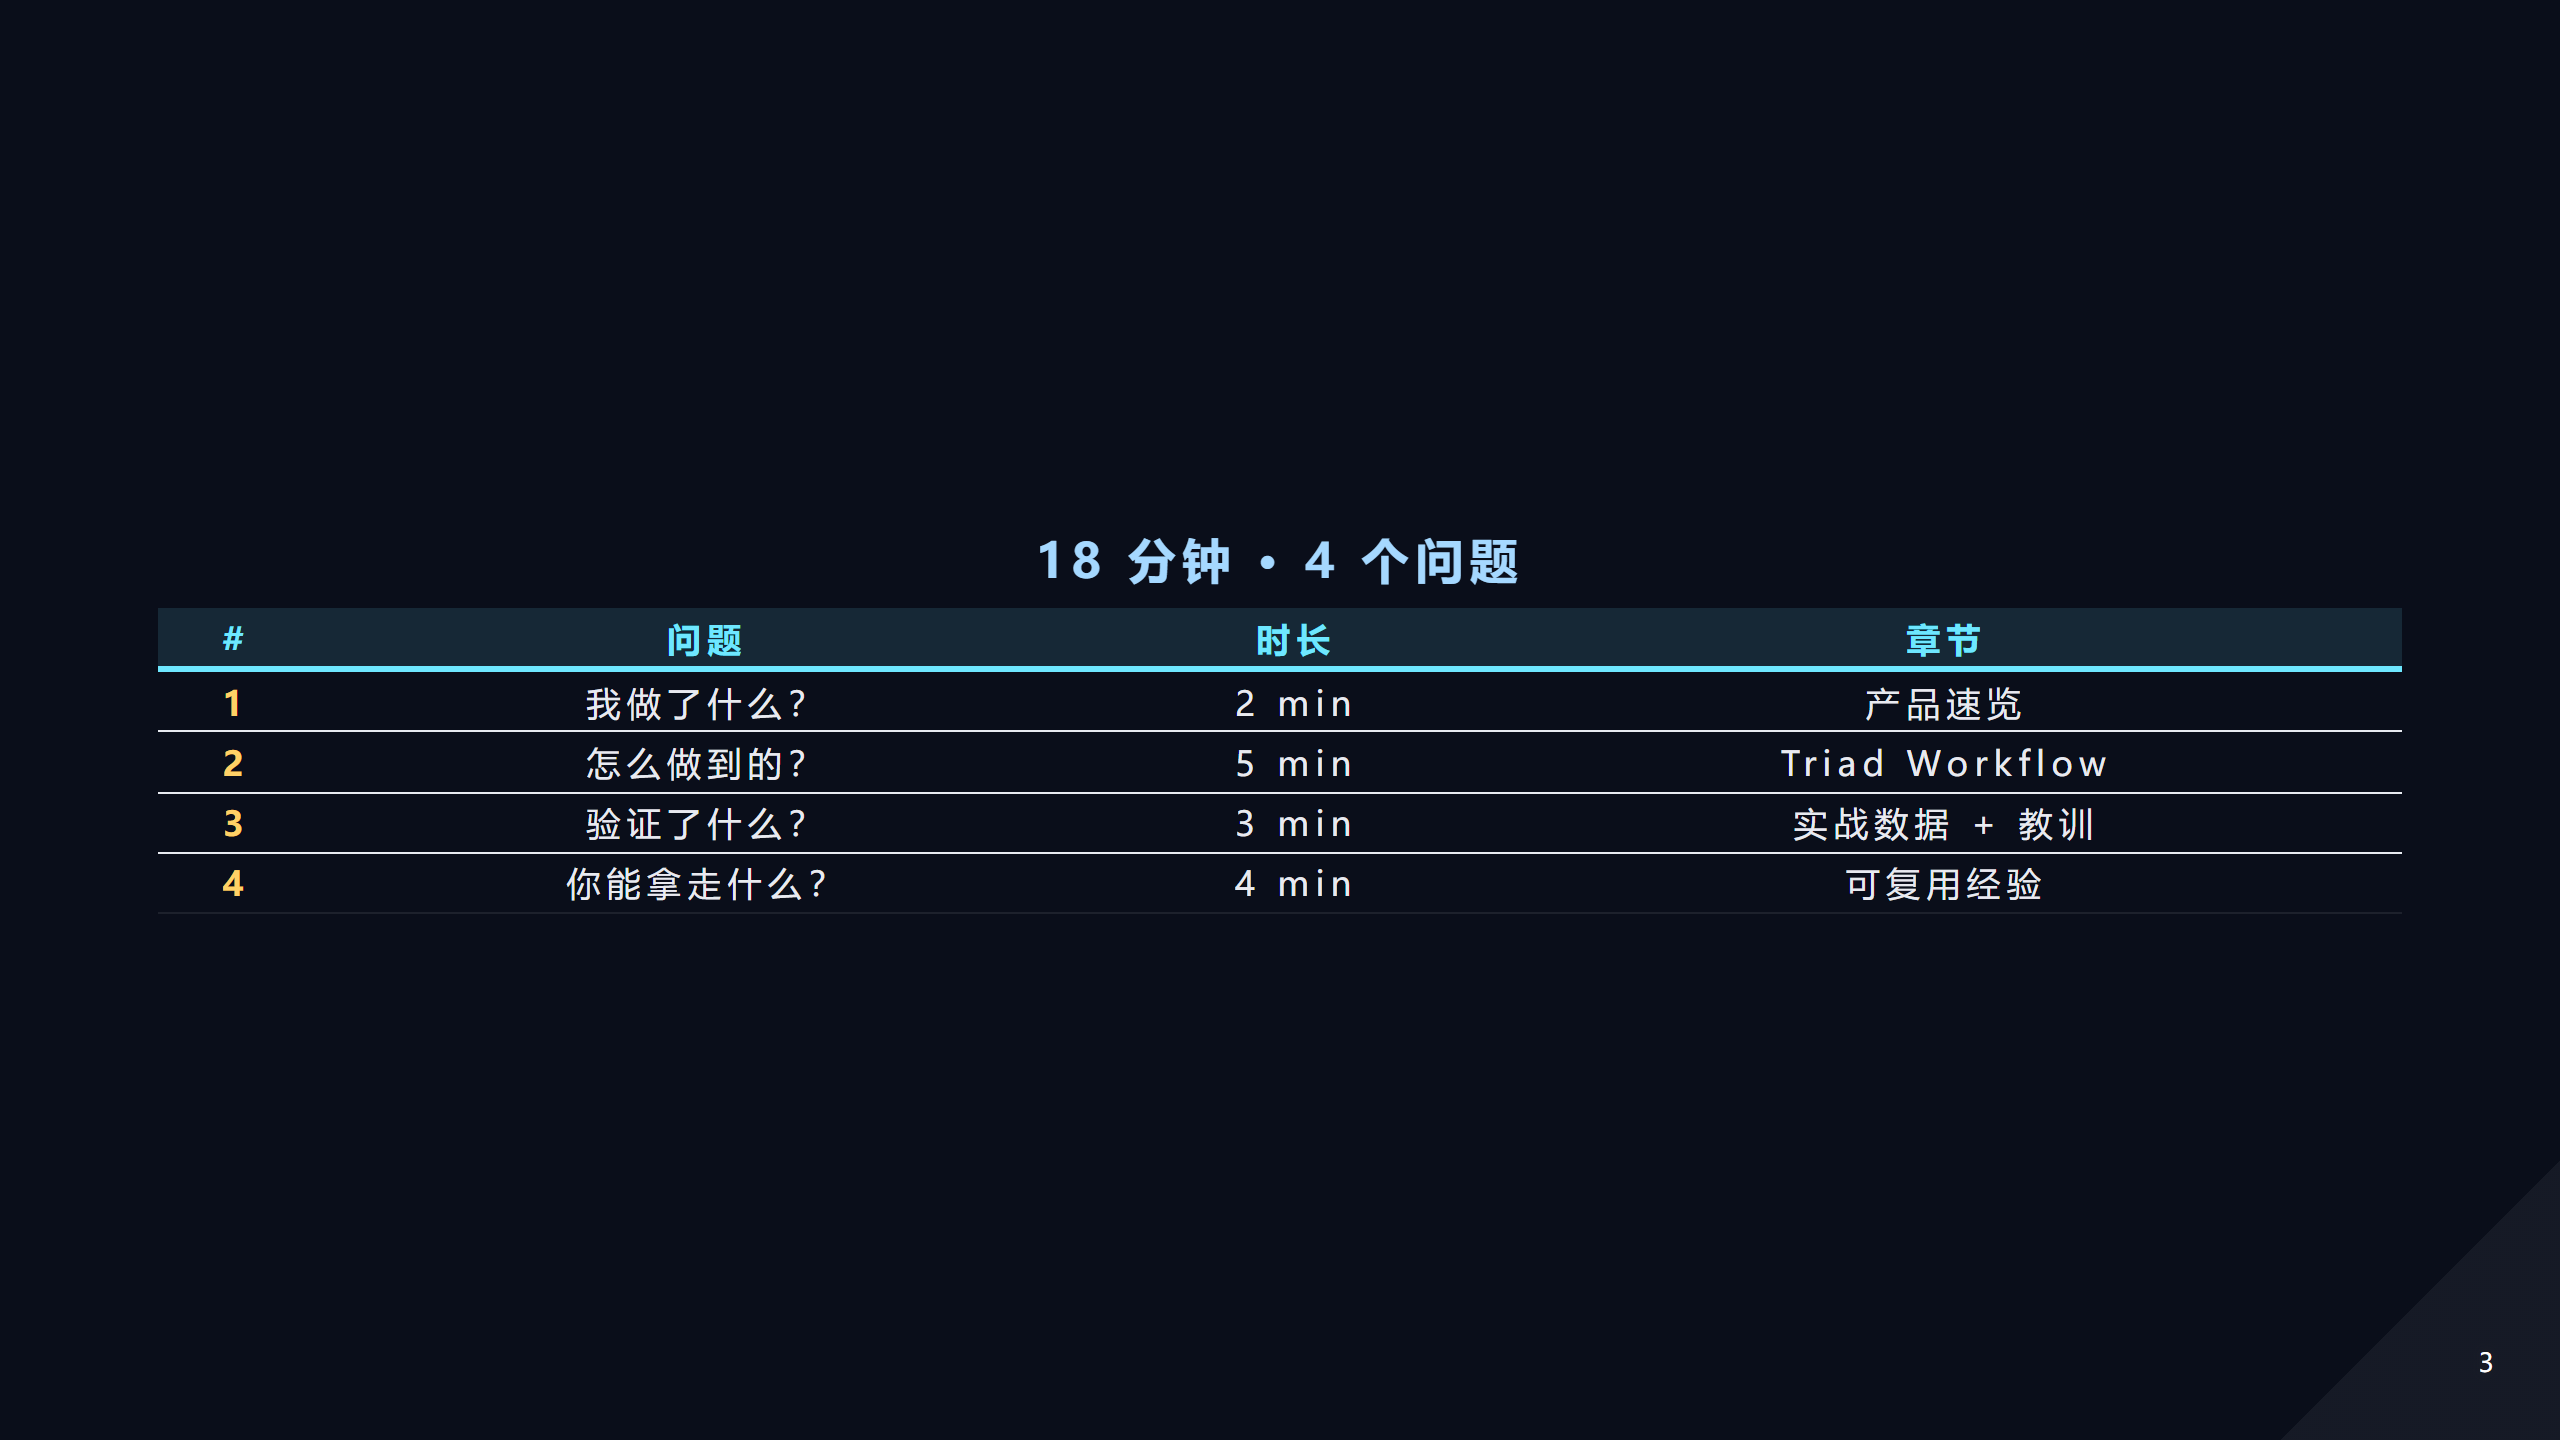 18 分钟 · 4 个问题
# 问题 时长 章节
1 我做了什么？ 2 min 产品速览
2 怎么做到的？ 5 min Triad Workflow
3 验证了什么？ 3 min 实战数据 + 教训
4 你能拿走什么？ 4 min 可复用经验
3